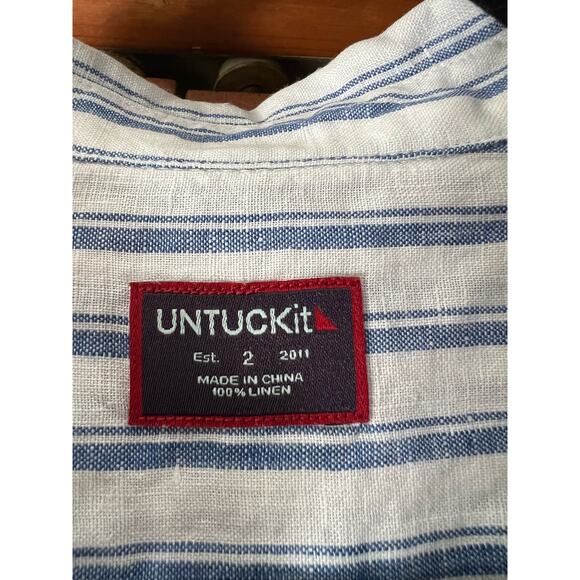 UNTUCKit
Est. 2 2011
MADE IN CHINA
100% LINEN